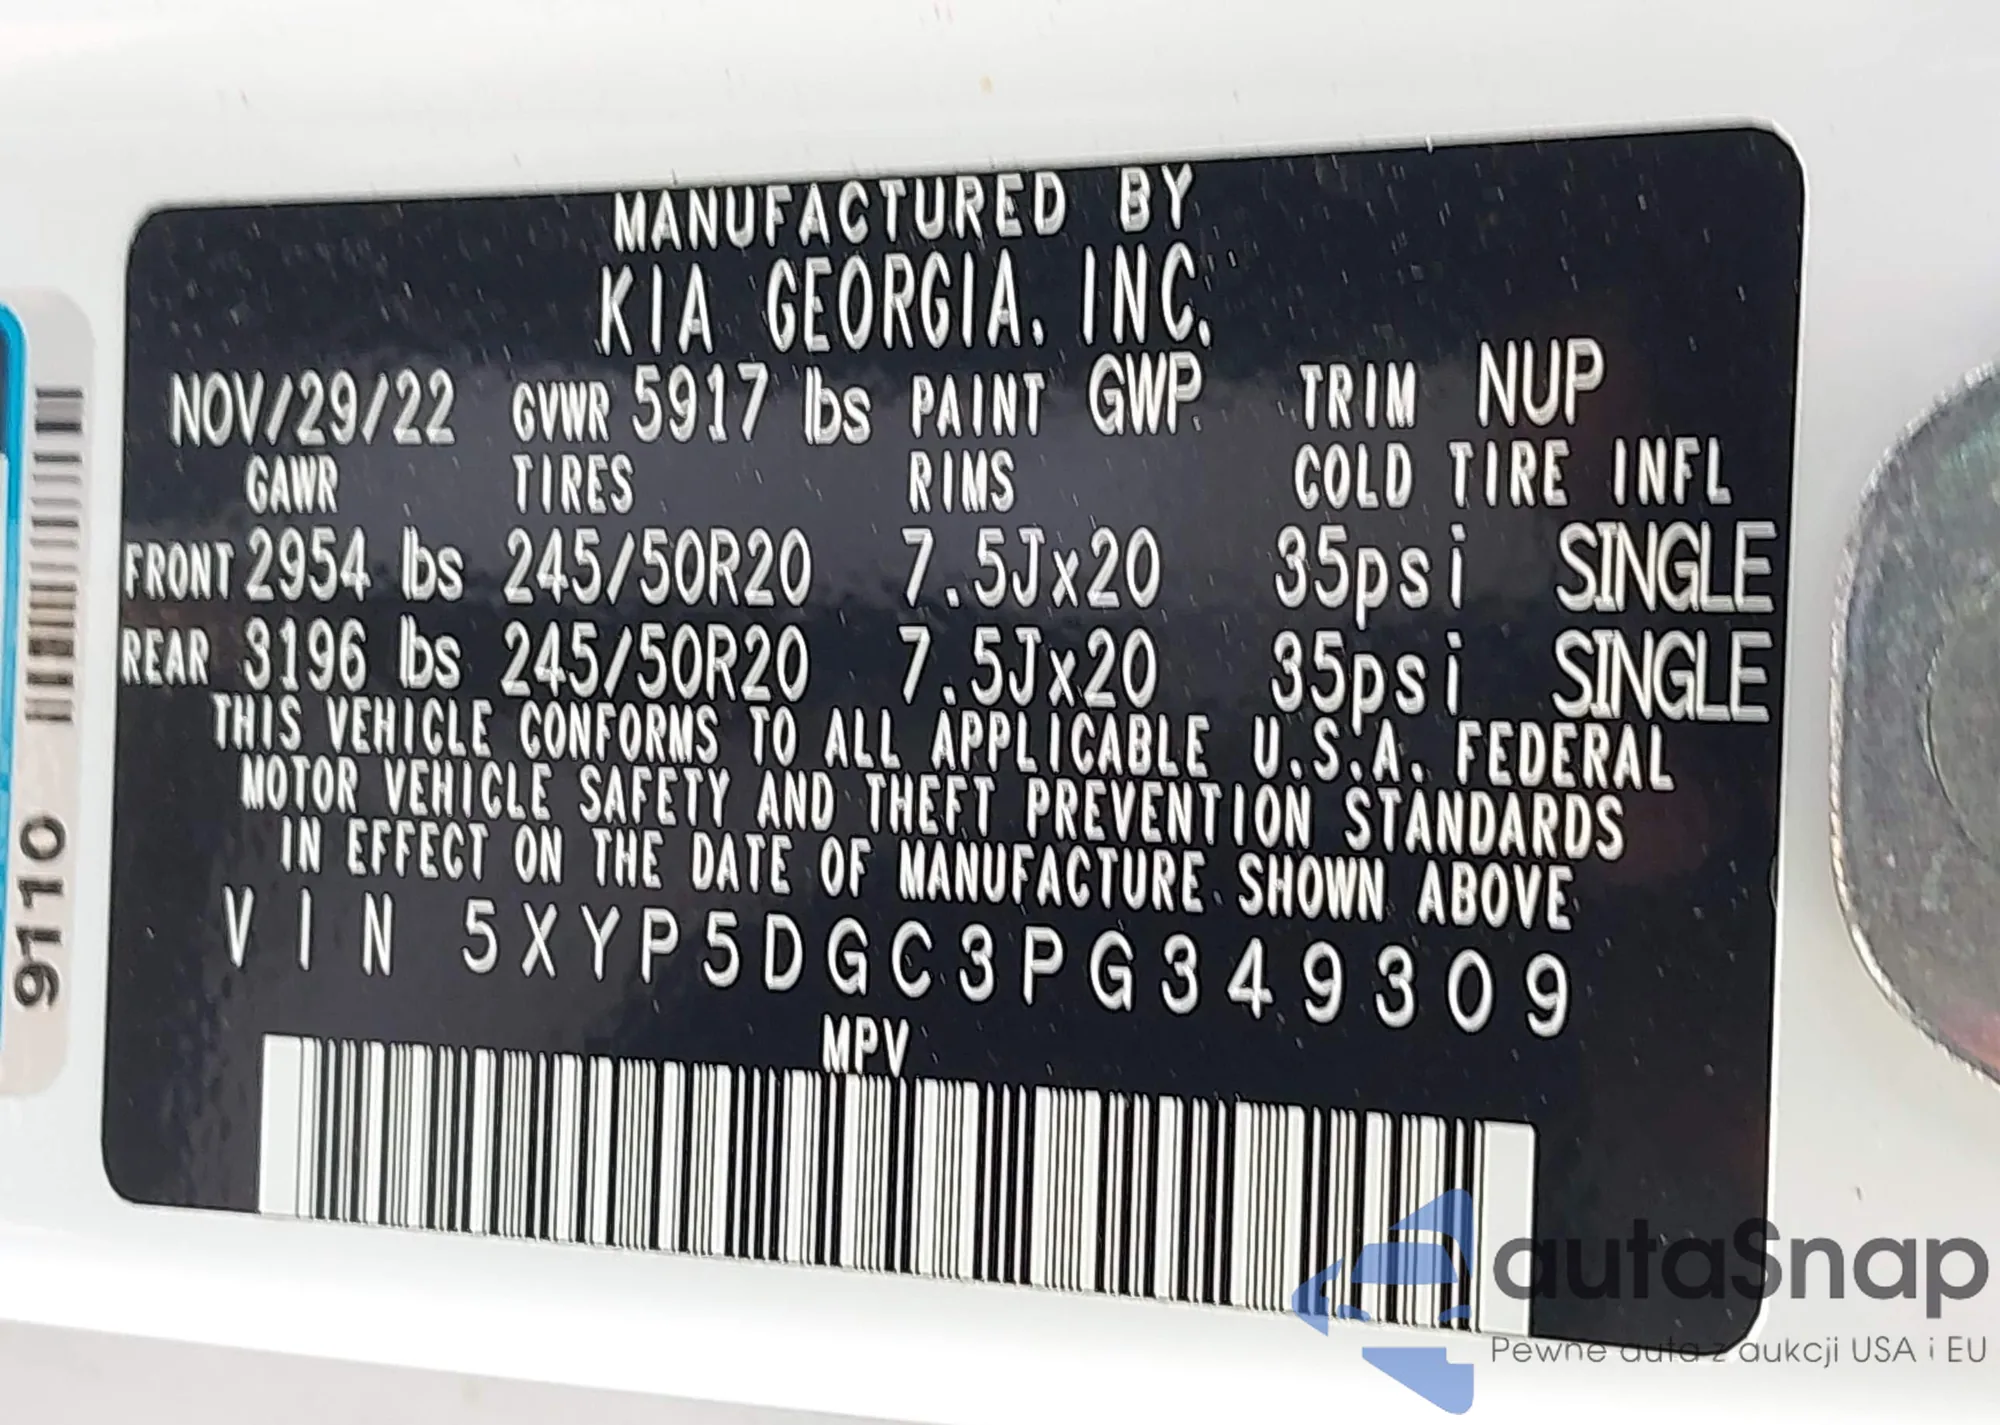 MANUFACTURED BY
KIA GEORGIA, INC.
NOV/29/22 GVWR 5917 lbs PAINT GWP TRIM NUP
GAWR TIRES RIMS COLD TIRE INFL
FRONT 2954 lbs 245/50R20 7.5Jx20 35psi SINGLE
REAR 3196 lbs 245/50R20 7.5Jx20 35psi SINGLE
THIS VEHICLE CONFORMS TO ALL APPLICABLE U.S.A. FEDERAL
MOTOR VEHICLE SAFETY AND THEFT PREVENTION STANDARDS
IN EFFECT ON THE DATE OF MANUFACTURE SHOWN ABOVE
VIN 5XYP5DGC3PG349309
MPV
9110
autaSnap
Pewne auta z aukcji USA i EU